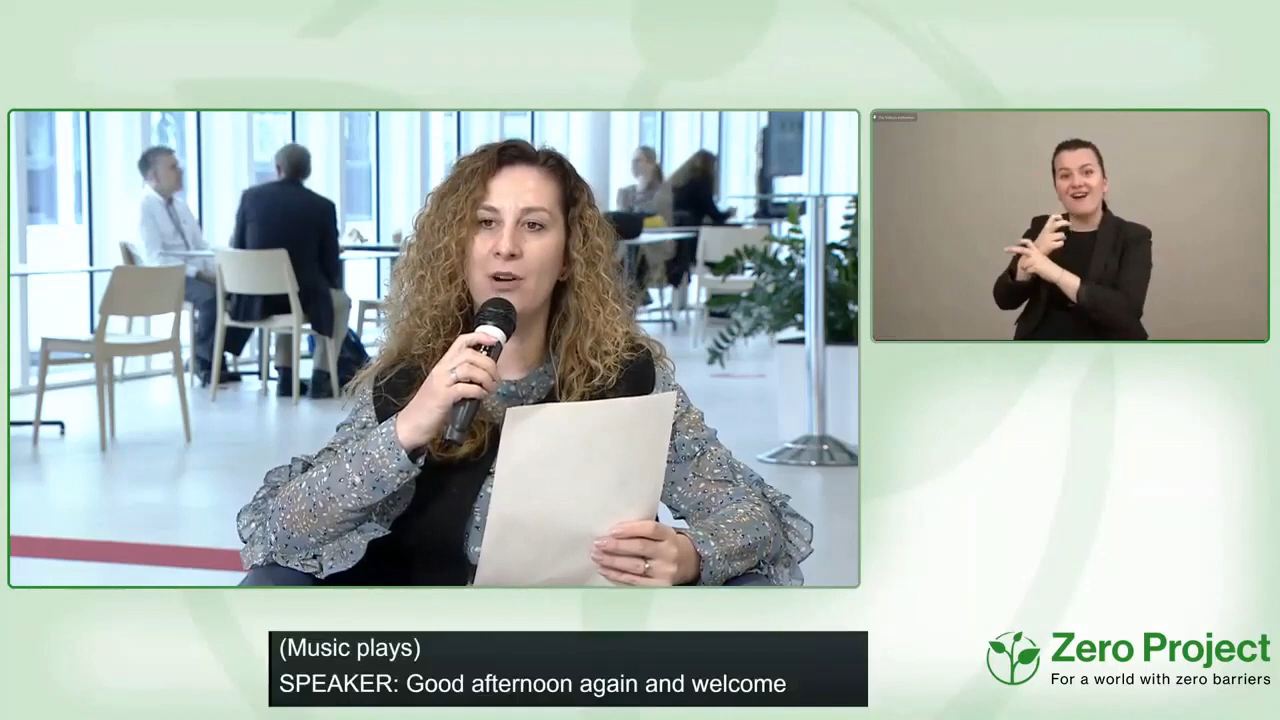 (Music plays)
SPEAKER: Good afternoon again and welcome
Zero Project
For a world with zero barriers